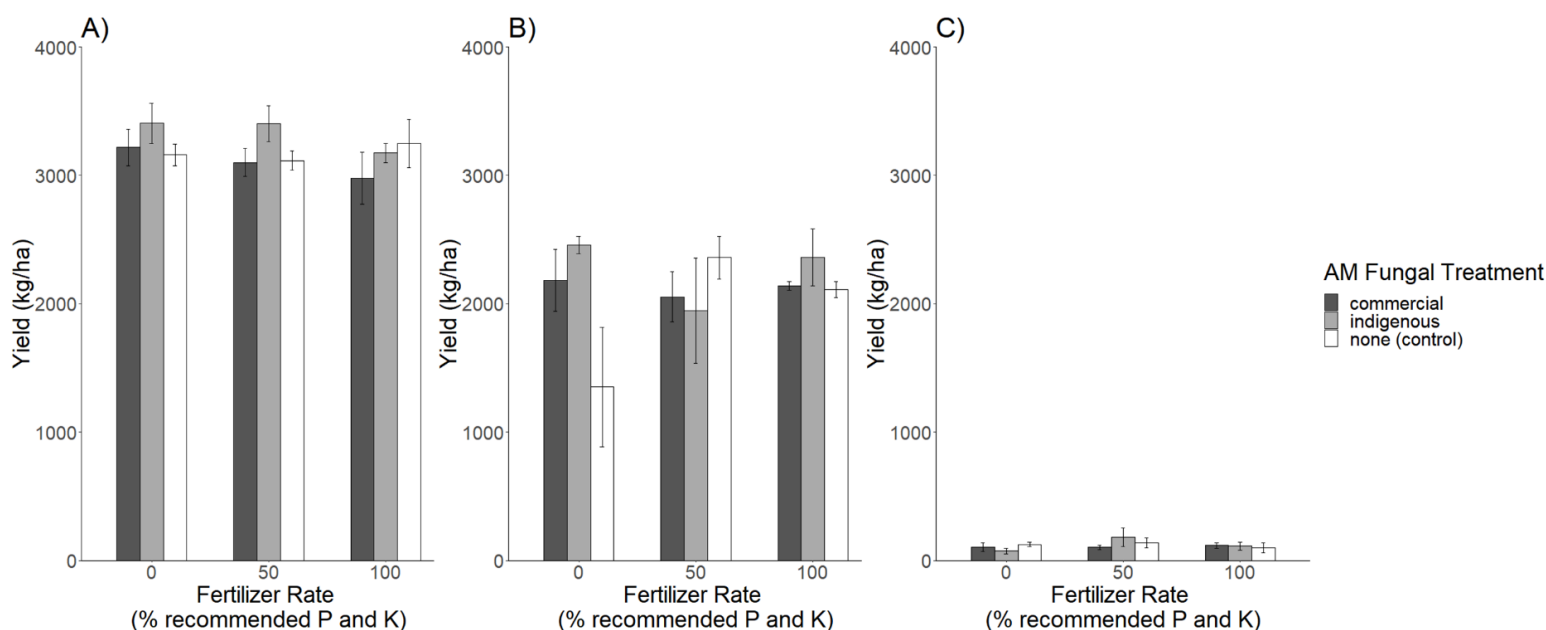 A)
4000
3000
2000
1000
0
Yield (kg/ha)
0 50 100
Fertilizer Rate
(% recommended P and K)
B)
4000
3000
2000
1000
0
Yield (kg/ha)
0 50 100
Fertilizer Rate
(% recommended P and K)
C)
4000
3000
2000
1000
0
Yield (kg/ha)
0 50 100
Fertilizer Rate
(% recommended P and K)
AM Fungal Treatment
commercial
indigenous
none (control)